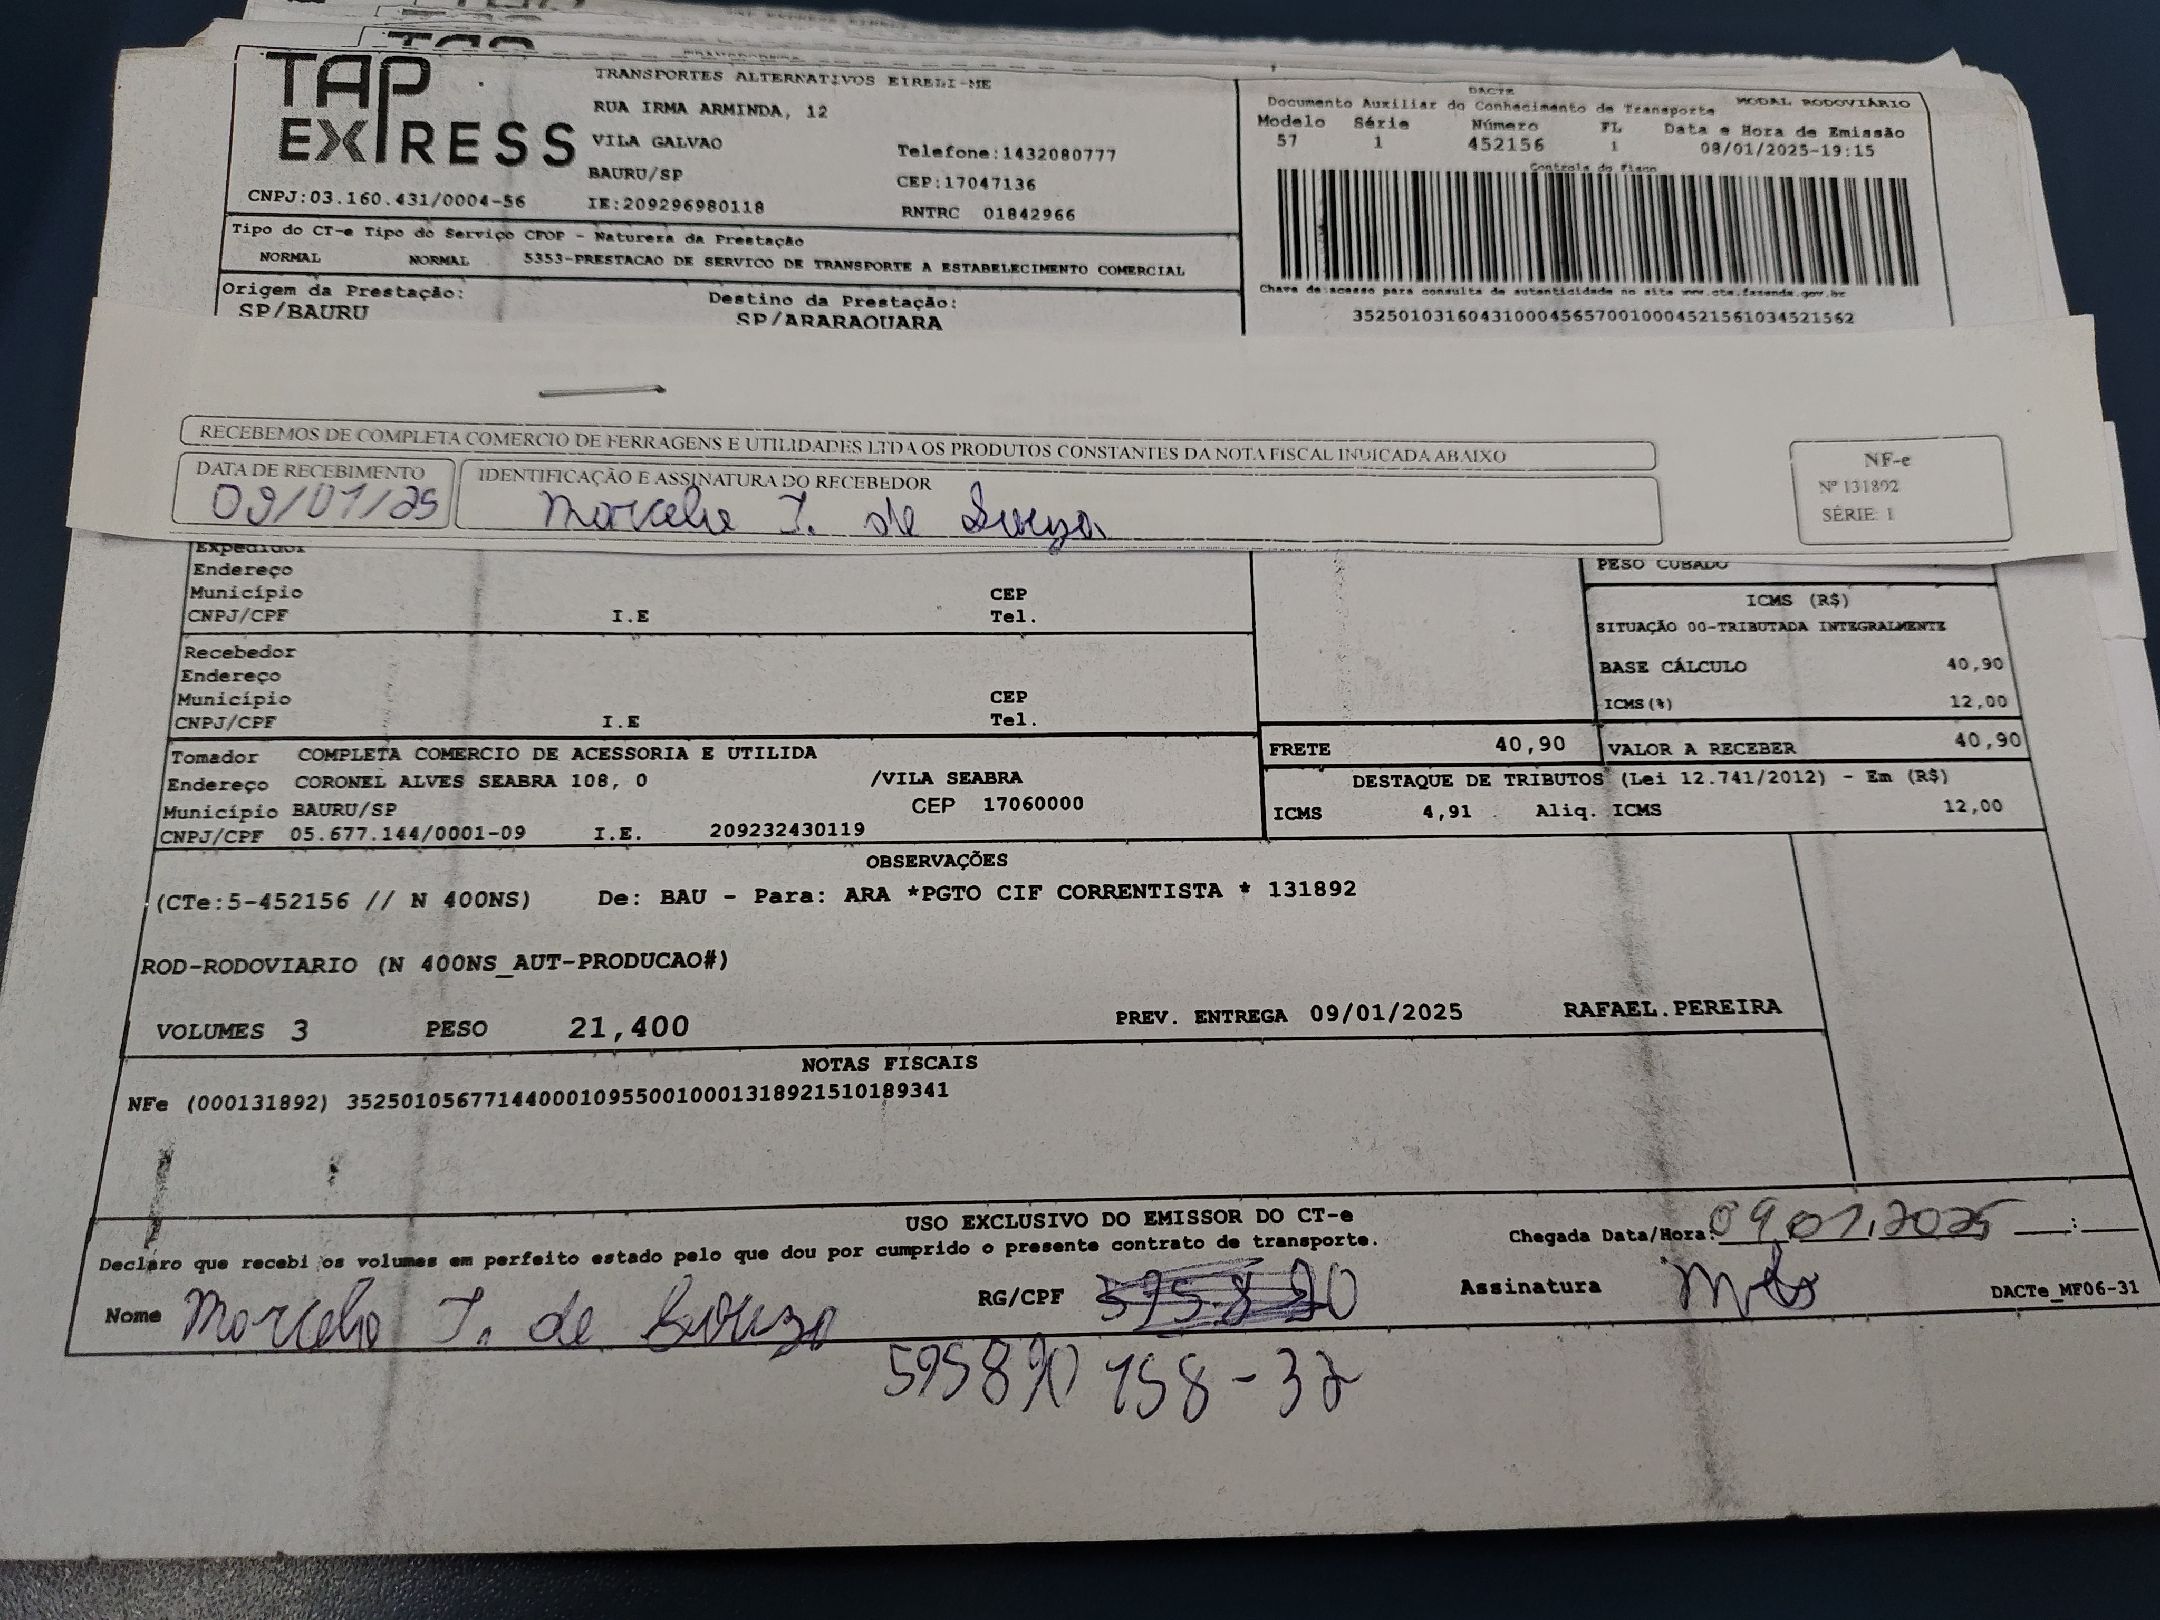 TAP
EXPRESS
TRANSPORTES ALTERNATIVOS EIRELI-ME
RUA IRMA ARMINDA, 12
VILA GALVAO
Telefone:1432080777
BAURU/SP
CEP:17047136
CNPJ:03.160.431/0004-56
IE:209296980118
RNTRC 01842966
DACTE
Documento Auxiliar do Conhecimento de Transporte MODAL RODOVIÁRIO
Modelo Série Número FL Data e Hora de Emissão
57 1 452156 1 08/01/2025-19:15
Controle do Fisco
Chave de acesso para consulta de autenticidade no site www.cte.fazenda.gov.br
35250103160431000456570010004521561034521562
Tipo do CT-e Tipo do Serviço CFOP - Natureza da Prestação
NORMAL NORMAL 5353-PRESTACAO DE SERVICO DE TRANSPORTE A ESTABELECIMENTO COMERCIAL
Origem da Prestação: Destino da Prestação:
SP/BAURU SP/ARARAQUARA
RECEBEMOS DE COMPLETA COMERCIO DE FERRAGENS E UTILIDADES LTDA OS PRODUTOS CONSTANTES DA NOTA FISCAL INDICADA ABAIXO
DATA DE RECEBIMENTO IDENTIFICAÇÃO E ASSINATURA DO RECEBEDOR
09/01/25 Marcelo J. de Souza
NF-e
Nº 131892
SÉRIE: 1
Expedidor
Endereço
Município CEP
CNPJ/CPF I.E Tel.
Recebedor
Endereço
Município CEP
CNPJ/CPF I.E Tel.
PESO CUBADO
ICMS (R$)
SITUAÇÃO 00-TRIBUTADA INTEGRALMENTE
BASE CÁLCULO 40,90
ICMS(%) 12,00
FRETE 40,90 VALOR A RECEBER 40,90
Tomador COMPLETA COMERCIO DE ACESSORIA E UTILIDA
Endereço CORONEL ALVES SEABRA 108, 0 /VILA SEABRA
Município BAURU/SP CEP 17060000
CNPJ/CPF 05.677.144/0001-09 I.E. 209232430119
DESTAQUE DE TRIBUTOS (Lei 12.741/2012) - Em (R$)
ICMS 4,91 Aliq. ICMS 12,00
OBSERVAÇÕES
(CTe:5-452156 // N 400NS) De: BAU - Para: ARA *PGTO CIF CORRENTISTA * 131892
ROD-RODOVIARIO (N 400NS_AUT-PRODUCAO#)
VOLUMES 3 PESO 21,400 PREV. ENTREGA 09/01/2025 RAFAEL.PEREIRA
NOTAS FISCAIS
NFe (000131892) 35250105677144000109550010001318921510189341
USO EXCLUSIVO DO EMISSOR DO CT-e
Declaro que recebi os volumes em perfeito estado pelo que dou por cumprido o presente contrato de transporte.
Chegada Data/Hora: 09.01.2025 __:__
Nome Marcelo J. de Souza RG/CPF Assinatura DACTe_MF06-31
595890 158-32